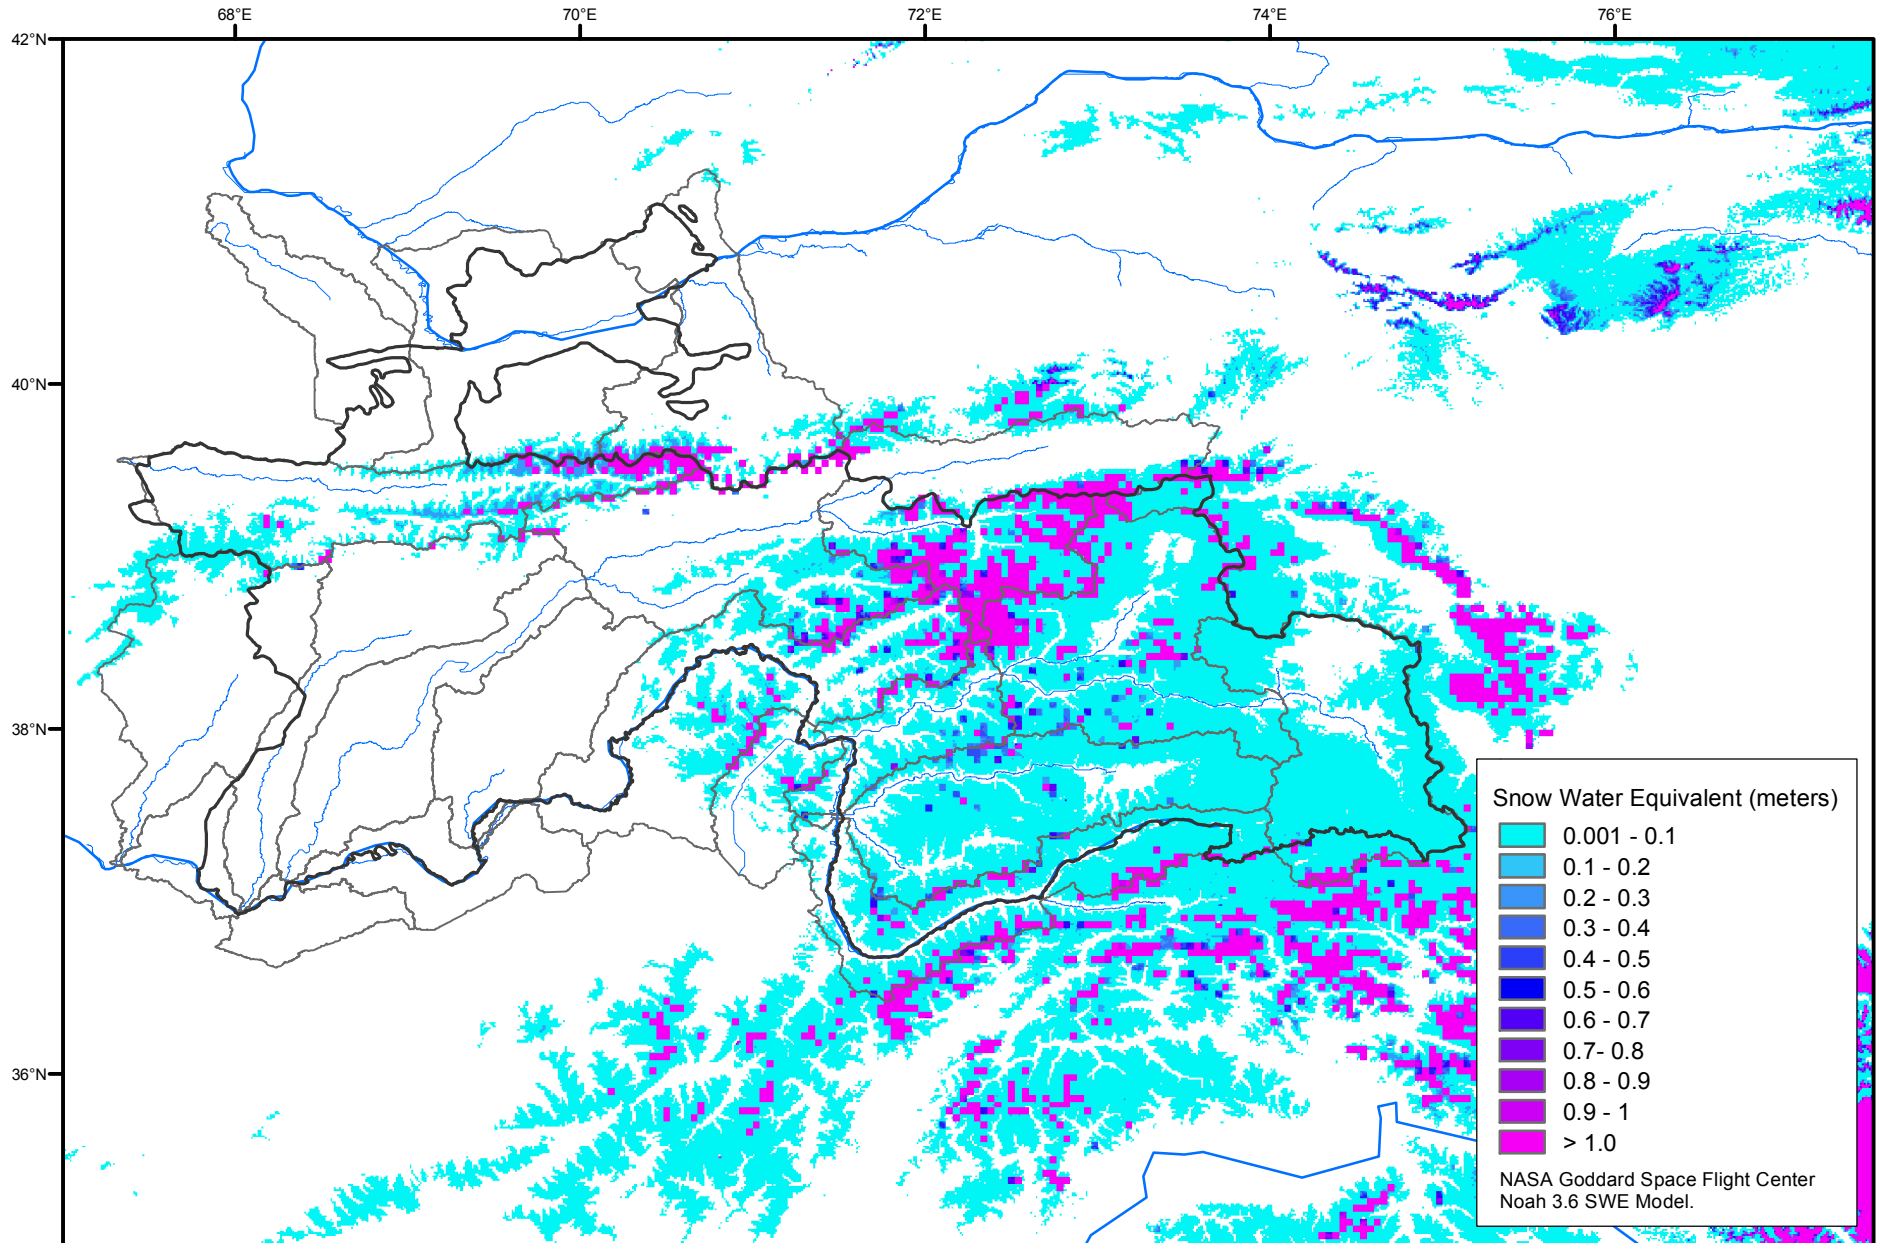 68°E
70°E
72°E
74°E
76°E
42°N
40°N
38°N
36°N
Snow Water Equivalent (meters)
0.001 - 0.1
0.1 - 0.2
0.2 - 0.3
0.3 - 0.4
0.4 - 0.5
0.5 - 0.6
0.6 - 0.7
0.7- 0.8
0.8 - 0.9
0.9 - 1
> 1.0
NASA Goddard Space Flight Center
Noah 3.6 SWE Model.